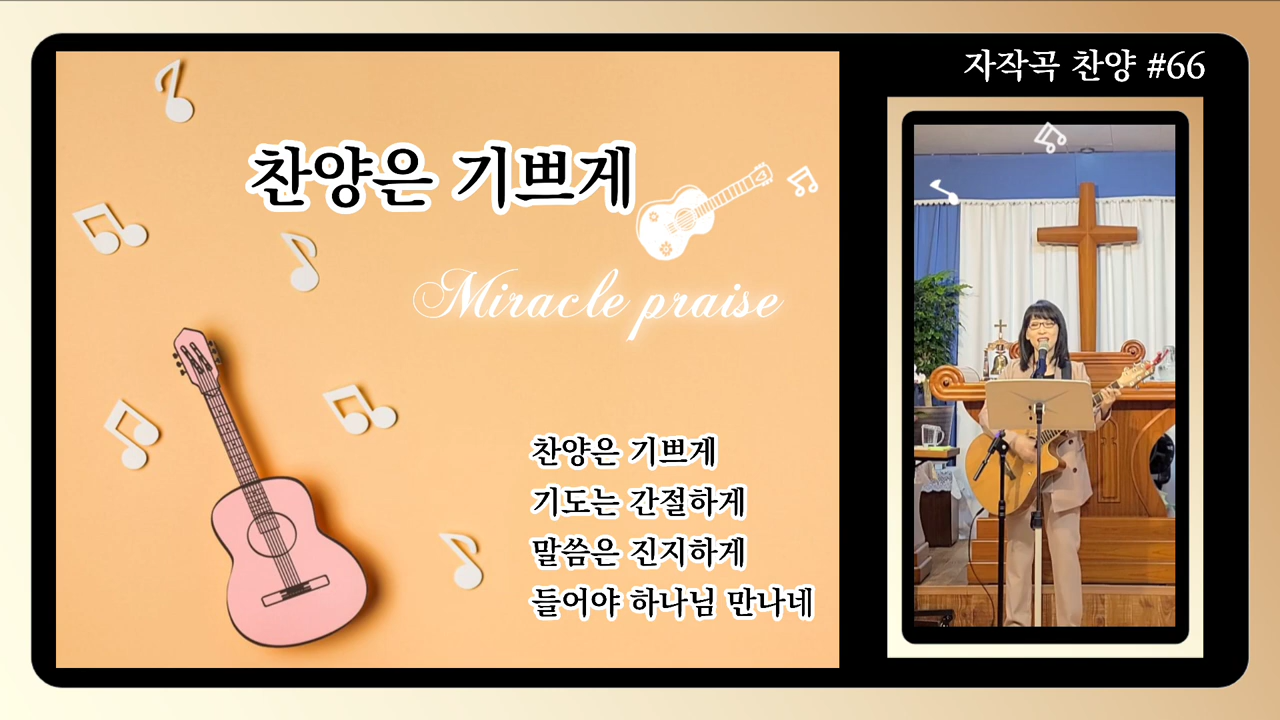 자작곡 찬양 #66
찬양은 기쁘게
Miracle praise
찬양은 기쁘게
기도는 간절하게
말씀은 진지하게
들어야 하나님 만나네